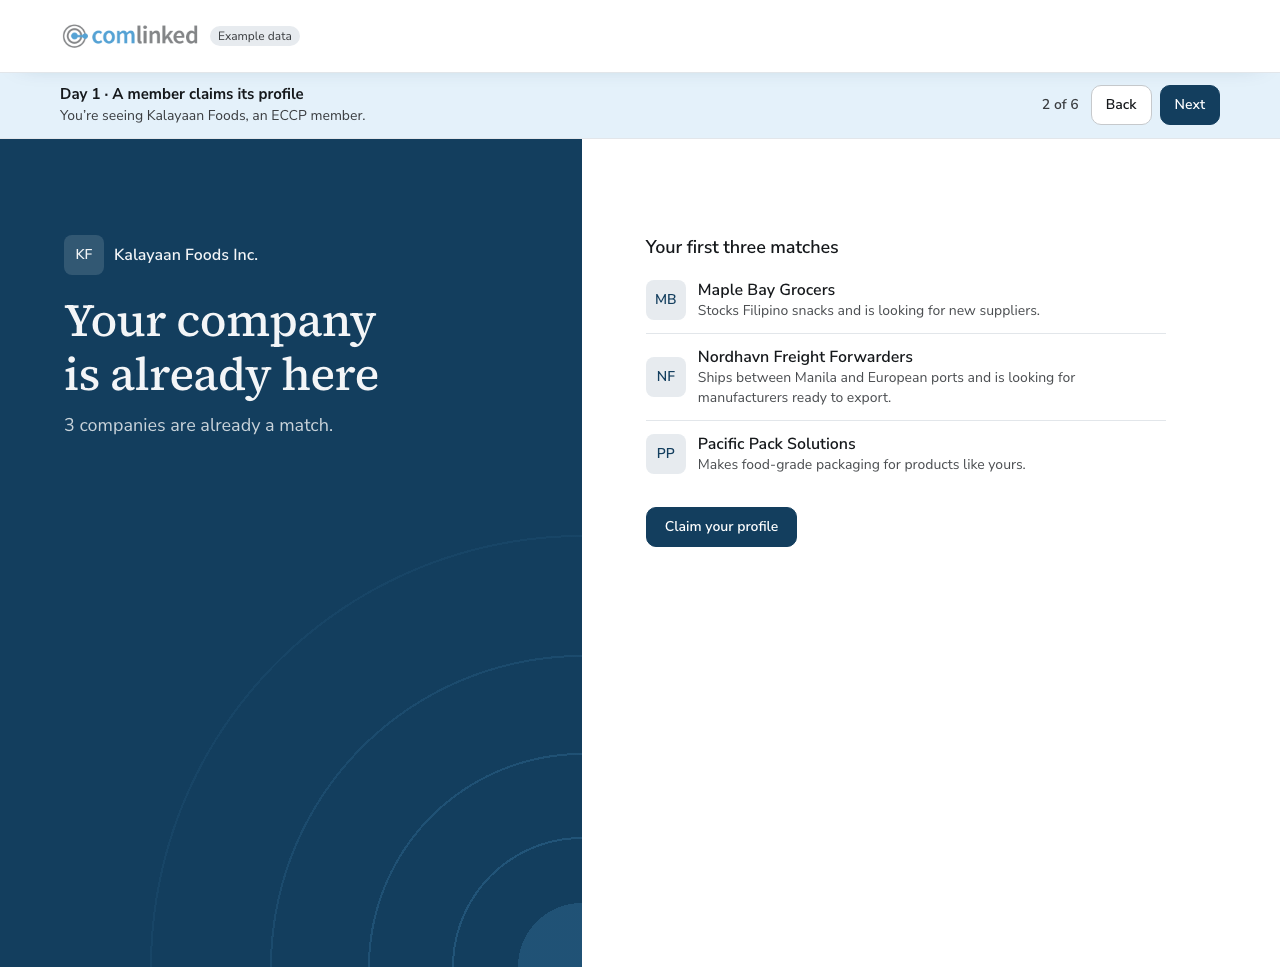 comlinked
Example data
Day 1 · A member claims its profile
You’re seeing Kalayaan Foods, an ECCP member.
2 of 6
Back
Next
KF
Kalayaan Foods Inc.
Your company
is already here
3 companies are already a match.
Your first three matches
MB
Maple Bay Grocers
Stocks Filipino snacks and is looking for new suppliers.
NF
Nordhavn Freight Forwarders
Ships between Manila and European ports and is looking for
manufacturers ready to export.
PP
Pacific Pack Solutions
Makes food-grade packaging for products like yours.
Claim your profile